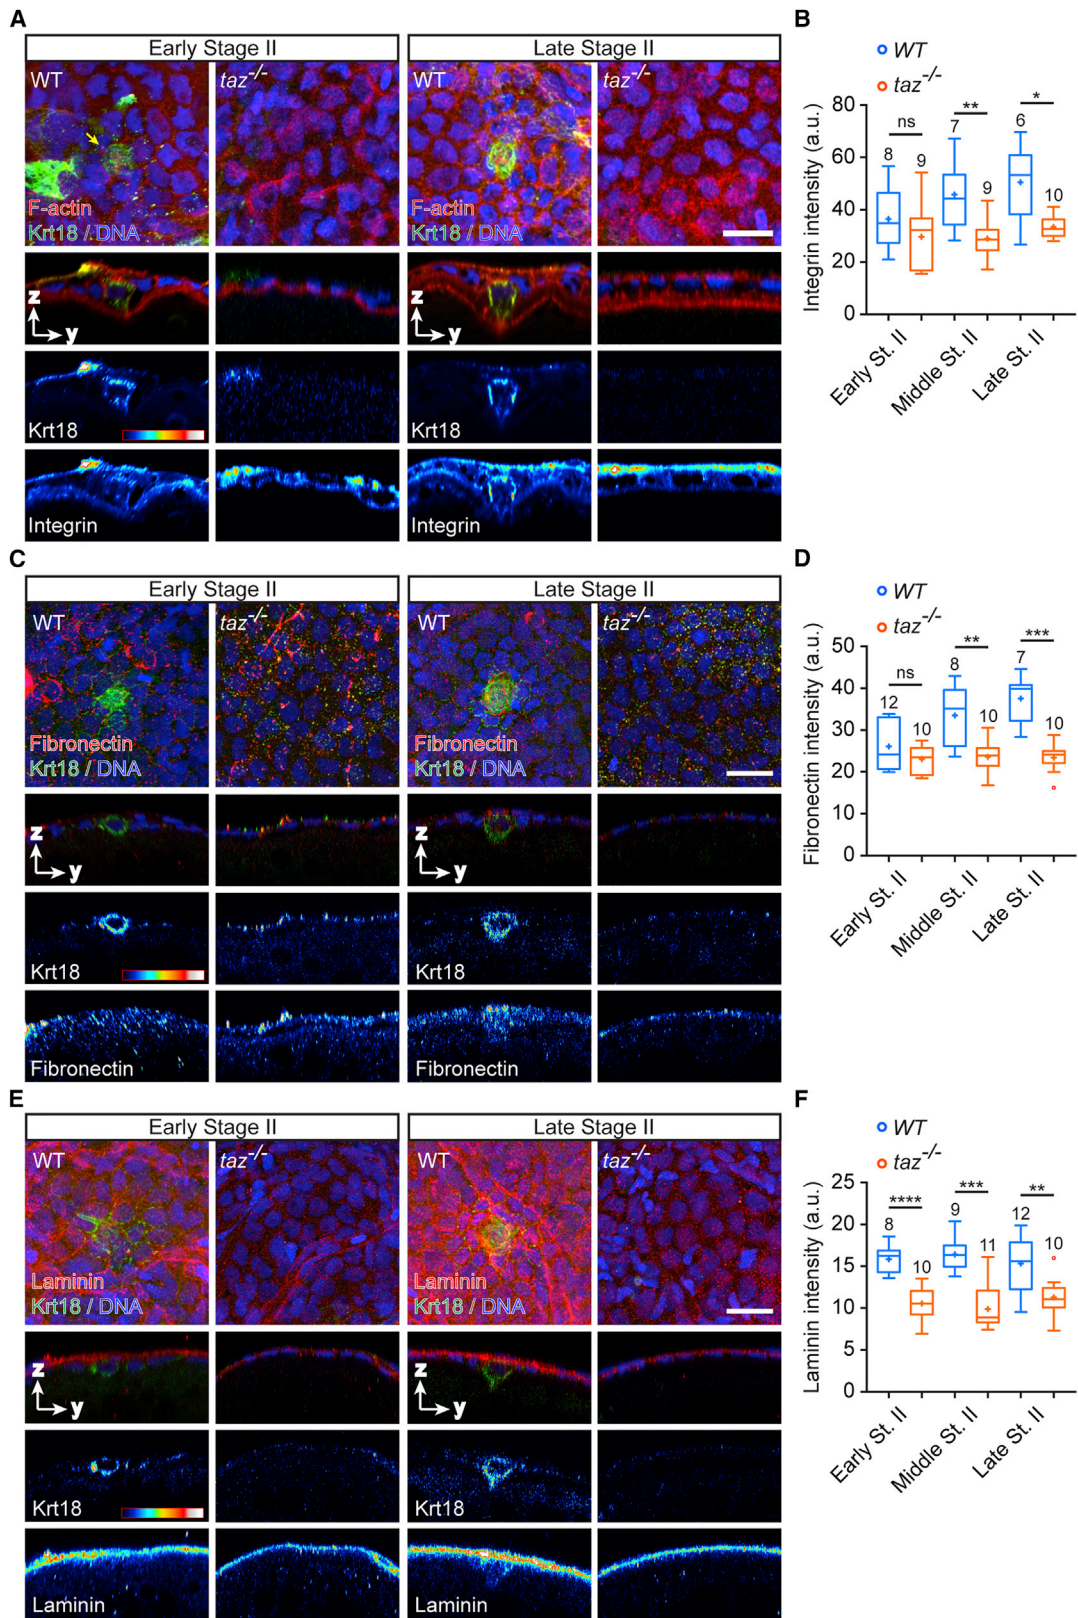 A
Early Stage II
Late Stage II
WT
taz-/-
WT
taz-/-
F-actin
Krt18 / DNA
F-actin
Krt18 / DNA
z
y
z
y
Krt18
Krt18
Integrin
Integrin
B
WT
taz-/-
Integrin intensity (a.u.)
80
60
40
20
0
8
ns
9
7
**
9
6
*
10
Early St. II
Middle St. II
Late St. II
C
Early Stage II
Late Stage II
WT
taz-/-
WT
taz-/-
Fibronectin
Krt18 / DNA
Fibronectin
Krt18 / DNA
z
y
z
y
Krt18
Krt18
Fibronectin
Fibronectin
D
WT
taz-/-
Fibronectin intensity (a.u.)
50
40
30
20
10
0
12
ns
10
8
**
10
7
***
10
Early St. II
Middle St. II
Late St. II
E
Early Stage II
Late Stage II
WT
taz-/-
WT
taz-/-
Laminin
Krt18 / DNA
Laminin
Krt18 / DNA
z
y
z
y
Krt18
Krt18
Laminin
Laminin
F
WT
taz-/-
Laminin intensity (a.u.)
25
20
15
10
5
0
8
****
10
9
***
11
12
**
10
Early St. II
Middle St. II
Late St. II